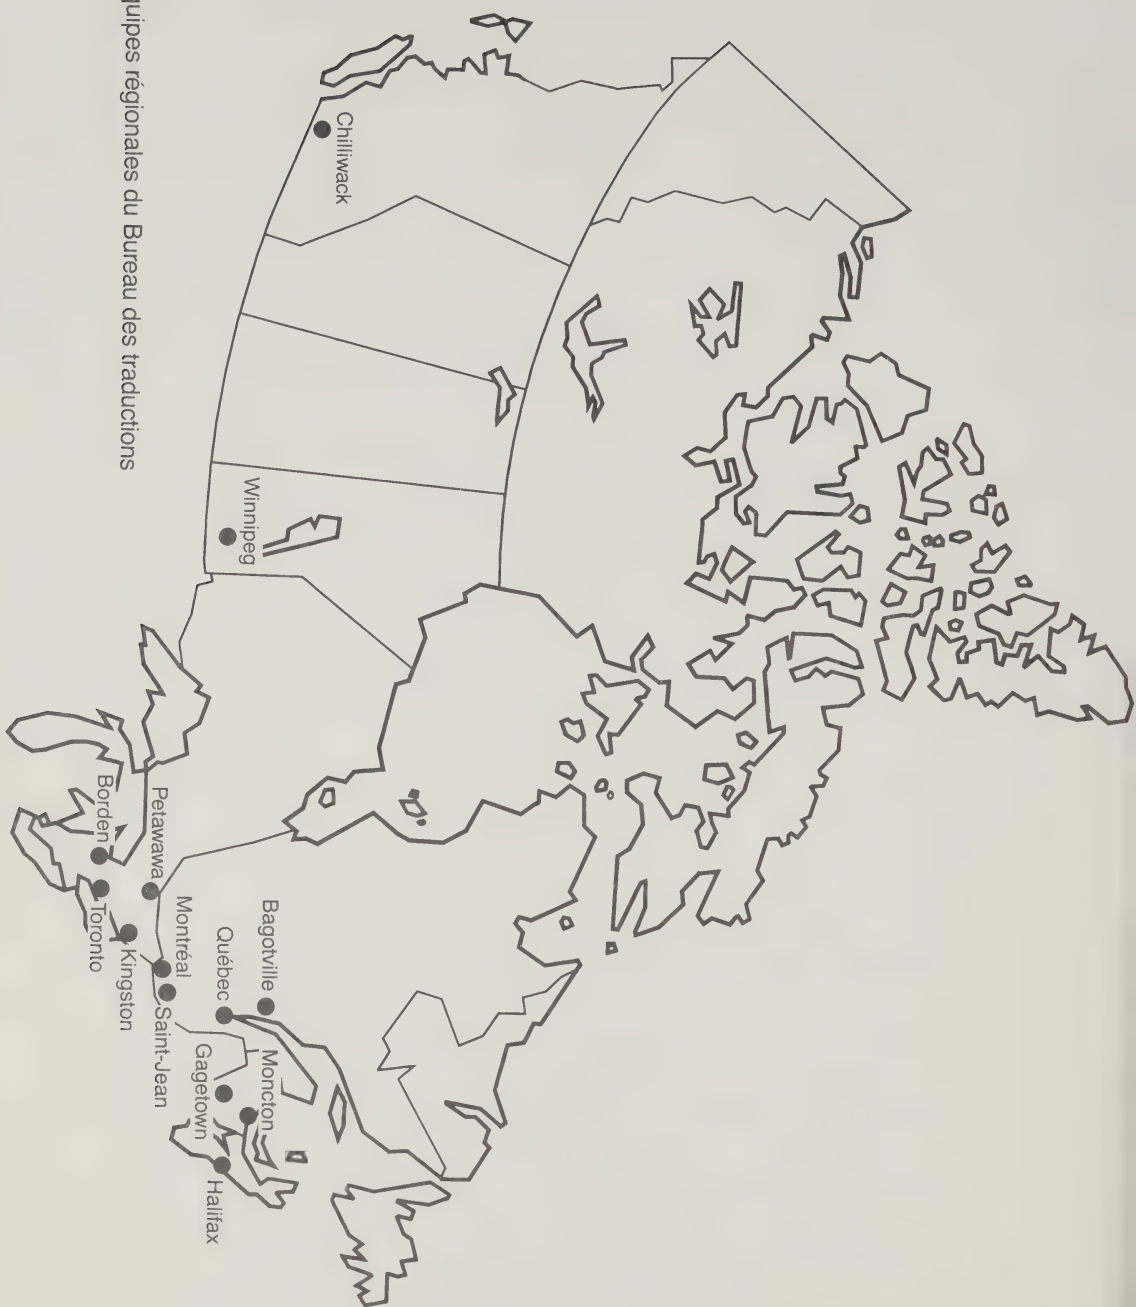 quipes régionales du Bureau des traductions
Chilliwack
Winnipeg
Petawawa
Borden
Toronto
Kingston
Montréal
Saint-Jean
Québec
Bagotville
Gagetown
Moncton
Halifax